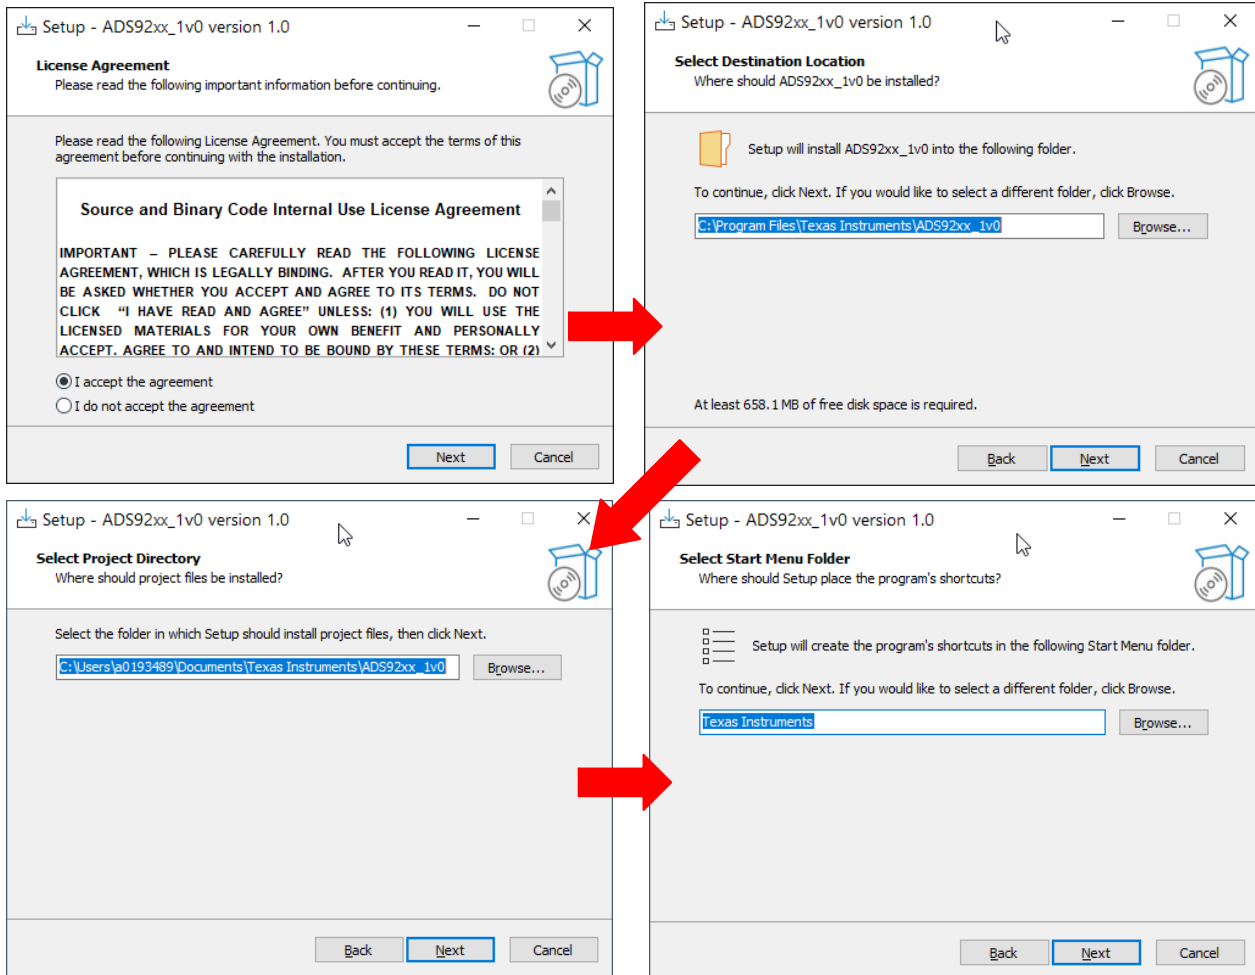 Setup - ADS92xx_1v0 version 1.0
License Agreement
Please read the following important information before continuing.
Please read the following License Agreement. You must accept the terms of this
agreement before continuing with the installation.
Source and Binary Code Internal Use License Agreement
IMPORTANT – PLEASE CAREFULLY READ THE FOLLOWING LICENSE
AGREEMENT, WHICH IS LEGALLY BINDING. AFTER YOU READ IT, YOU WILL
BE ASKED WHETHER YOU ACCEPT AND AGREE TO ITS TERMS. DO NOT
CLICK “I HAVE READ AND AGREE” UNLESS: (1) YOU WILL USE THE
LICENSED MATERIALS FOR YOUR OWN BENEFIT AND PERSONALLY
ACCEPT, AGREE TO AND INTEND TO BE BOUND BY THESE TERMS; OR (2)
I accept the agreement
I do not accept the agreement
Next Cancel
Setup - ADS92xx_1v0 version 1.0
Select Destination Location
Where should ADS92xx_1v0 be installed?
Setup will install ADS92xx_1v0 into the following folder.
To continue, click Next. If you would like to select a different folder, click Browse.
C:\Program Files\Texas Instruments\ADS92xx_1v0 Browse...
At least 658.1 MB of free disk space is required.
Back Next Cancel
Setup - ADS92xx_1v0 version 1.0
Select Project Directory
Where should project files be installed?
Select the folder in which Setup should install project files, then click Next.
C:\Users\a0193489\Documents\Texas Instruments\ADS92xx_1v0 Browse...
Back Next Cancel
Setup - ADS92xx_1v0 version 1.0
Select Start Menu Folder
Where should Setup place the program's shortcuts?
Setup will create the program's shortcuts in the following Start Menu folder.
To continue, click Next. If you would like to select a different folder, click Browse.
Texas Instruments Browse...
Back Next Cancel